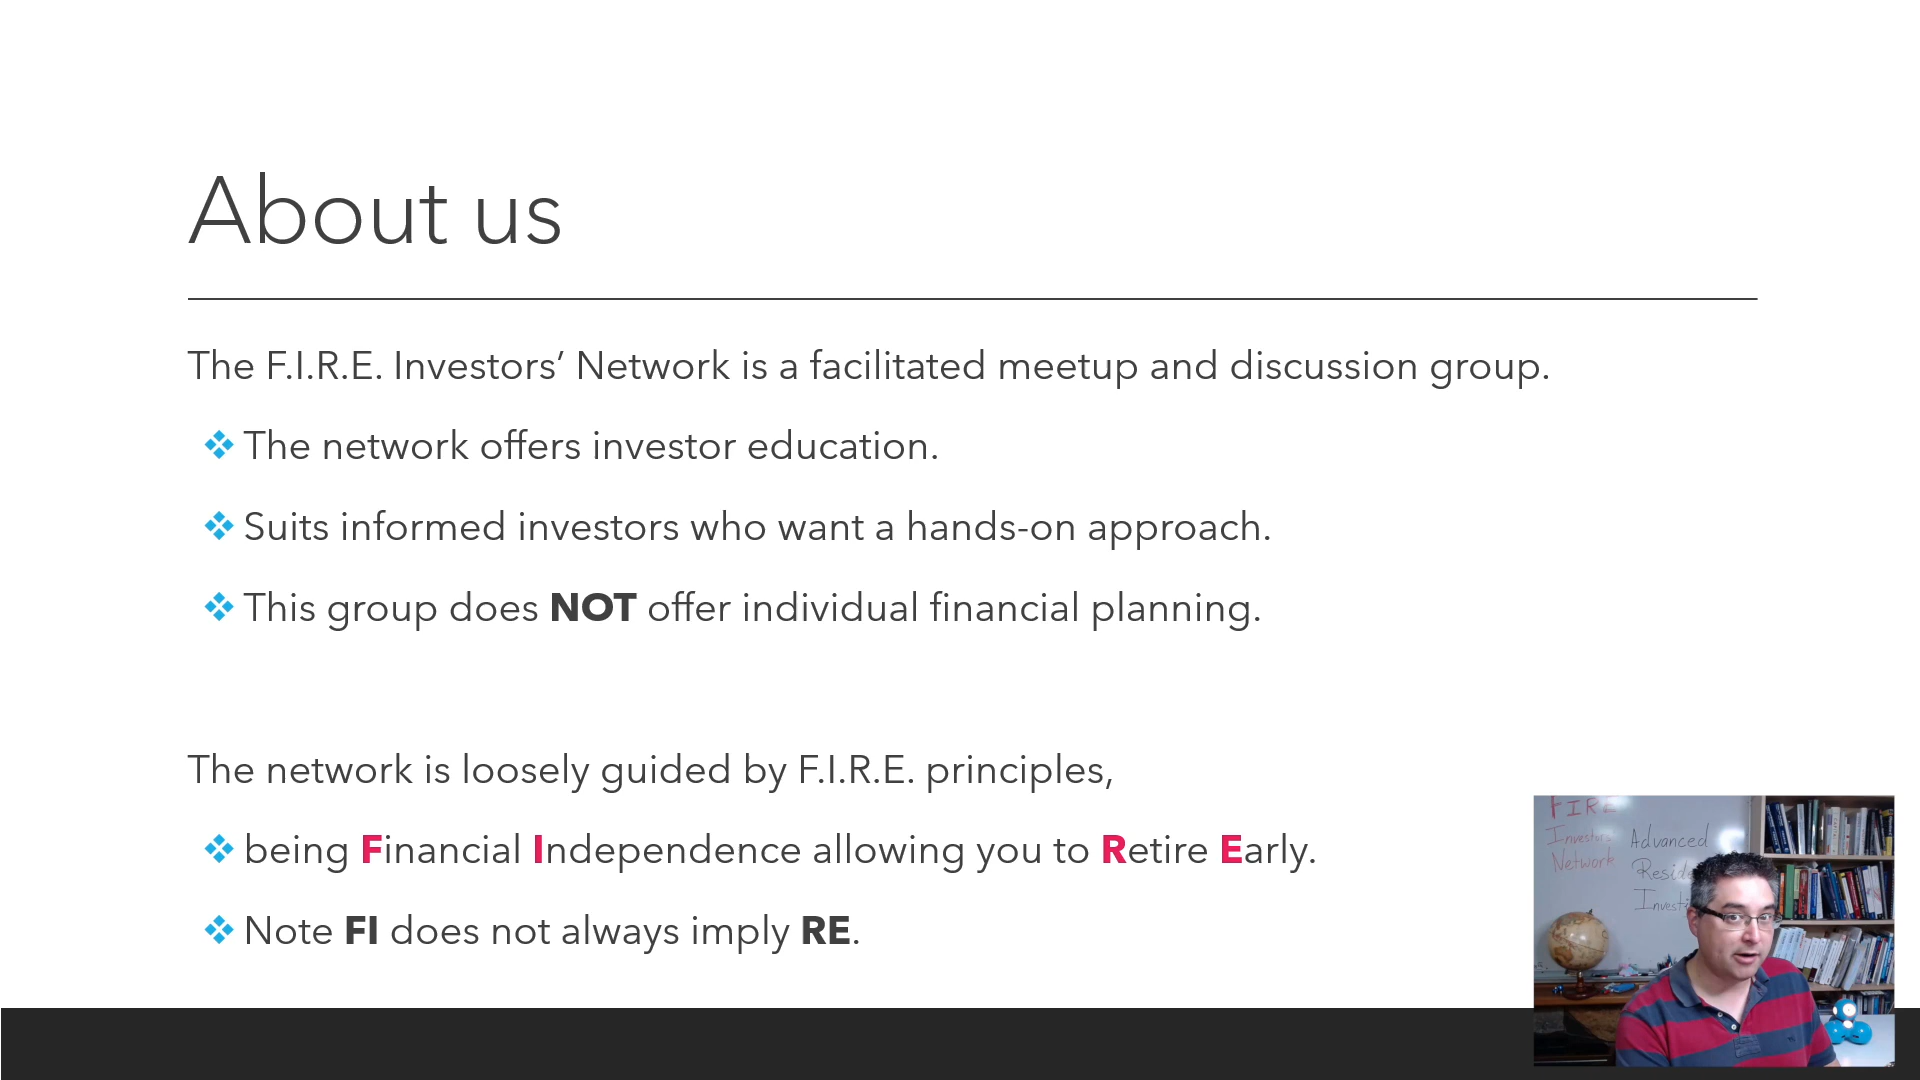 About us
The F.I.R.E. Investors’ Network is a facilitated meetup and discussion group.
The network offers investor education.
Suits informed investors who want a hands-on approach.
This group does NOT offer individual financial planning.
The network is loosely guided by F.I.R.E. principles,
being Financial Independence allowing you to Retire Early.
Note FI does not always imply RE.
FIRE
Investors
Network
Advanced